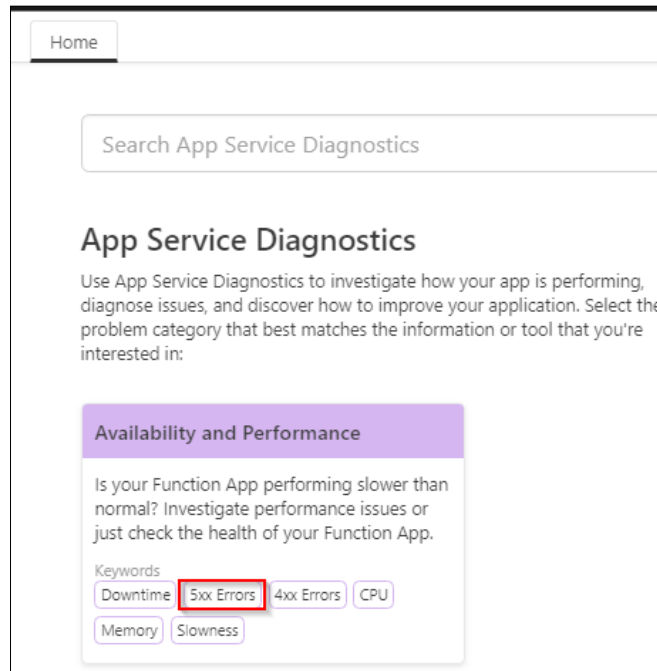 Home
Search App Service Diagnostics
App Service Diagnostics
Use App Service Diagnostics to investigate how your app is performing,
diagnose issues, and discover how to improve your application. Select the
problem category that best matches the information or tool that you're
interested in:
Availability and Performance
Is your Function App performing slower than
normal? Investigate performance issues or
just check the health of your Function App.
Keywords
Downtime 5xx Errors 4xx Errors CPU
Memory Slowness